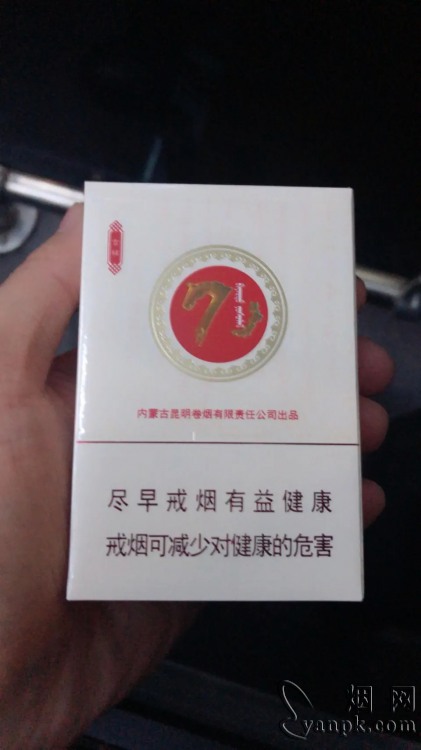 内蒙古昆明卷烟有限责任公司出品
尽早戒烟有益健康
戒烟可减少对健康的危害
烟网
yanpk.com